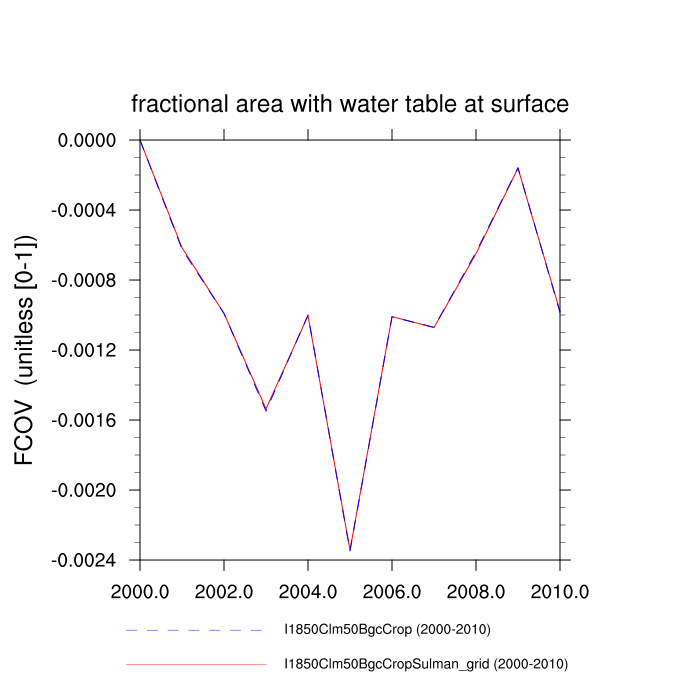 fractional area with water table at surface
0.0000
-0.0004
-0.0008
-0.0012
-0.0016
-0.0020
-0.0024
FCOV (unitless [0-1])
2000.0 2002.0 2004.0 2006.0 2008.0 2010.0
I1850Clm50BgcCrop (2000-2010)
I1850Clm50BgcCropSulman_grid (2000-2010)